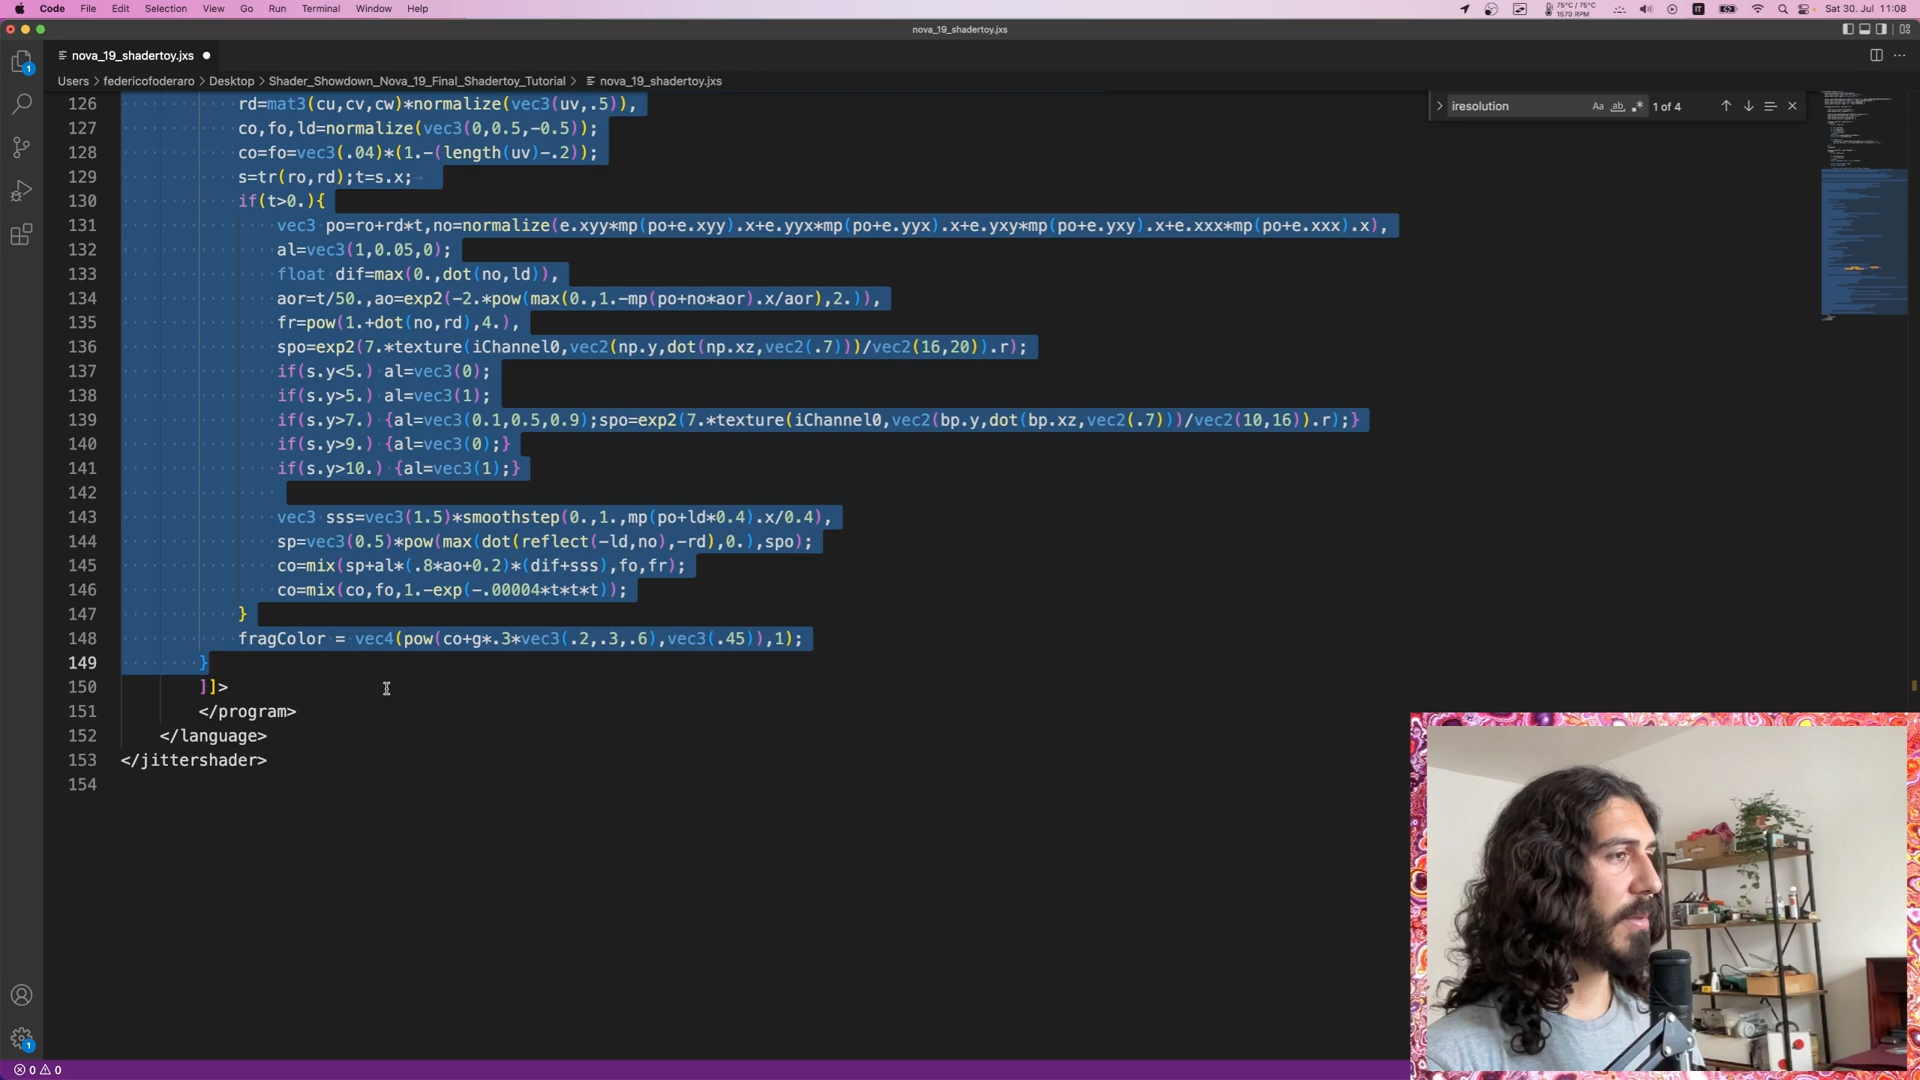 Code File Edit Selection View Go Run Terminal Window Help
75°C / 75°C
1570 RPM
IT
Sat 30. Jul 11:08
nova_19_shadertoy.jxs
nova_19_shadertoy.jxs
Users > federicofoderaro > Desktop > Shader_Showdown_Nova_19_Final_Shadertoy_Tutorial > nova_19_shadertoy.jxs
iresolution Aa ab 1 of 4
126 rd=mat3(cu,cv,cw)*normalize(vec3(uv,.5)),
127 co,fo,ld=normalize(vec3(0,0.5,-0.5));
128 co=fo=vec3(.04)*(1.-(length(uv)-.2));
129 s=tr(ro,rd);t=s.x;
130 if(t>0.){
131 vec3 po=ro+rd*t,no=normalize(e.xyy*mp(po+e.xyy).x+e.yyx*mp(po+e.yyx).x+e.yxy*mp(po+e.yxy).x+e.xxx*mp(po+e.xxx).x),
132 al=vec3(1,0.05,0);
133 float dif=max(0.,dot(no,ld)),
134 aor=t/50.,ao=exp2(-2.*pow(max(0.,1.-mp(po+no*aor).x/aor),2.)),
135 fr=pow(1.+dot(no,rd),4.),
136 spo=exp2(7.*texture(iChannel0,vec2(np.y,dot(np.xz,vec2(.7)))/vec2(16,20)).r);
137 if(s.y<5.) al=vec3(0);
138 if(s.y>5.) al=vec3(1);
139 if(s.y>7.) {al=vec3(0.1,0.5,0.9);spo=exp2(7.*texture(iChannel0,vec2(bp.y,dot(bp.xz,vec2(.7)))/vec2(10,16)).r);}
140 if(s.y>9.) {al=vec3(0);}
141 if(s.y>10.) {al=vec3(1);}
142
143 vec3 sss=vec3(1.5)*smoothstep(0.,1.,mp(po+ld*0.4).x/0.4),
144 sp=vec3(0.5)*pow(max(dot(reflect(-ld,no),-rd),0.),spo);
145 co=mix(sp+al*(.8*ao+0.2)*(dif+sss),fo,fr);
146 co=mix(co,fo,1.-exp(-.00004*t*t*t));
147 }
148 fragColor = vec4(pow(co+g*.3*vec3(.2,.3,.6),vec3(.45)),1);
149 }
150 ]]>
151 </program>
152 </language>
153 </jittershader>
154
1
1
0 0